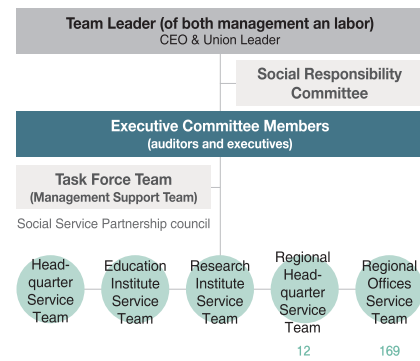 Team Leader (of both management an labor)
CEO & Union Leader
Social Responsibility
Committee
Executive Committee Members
(auditors and executives)
Task Force Team
(Management Support Team)
Social Service Partnership council
Head-
quarter
Service
Team
Education
Institute
Service
Team
Research
Institute
Service
Team
Regional
Head-
quarter
Service
Team
Regional
Offices
Service
Team
12
169